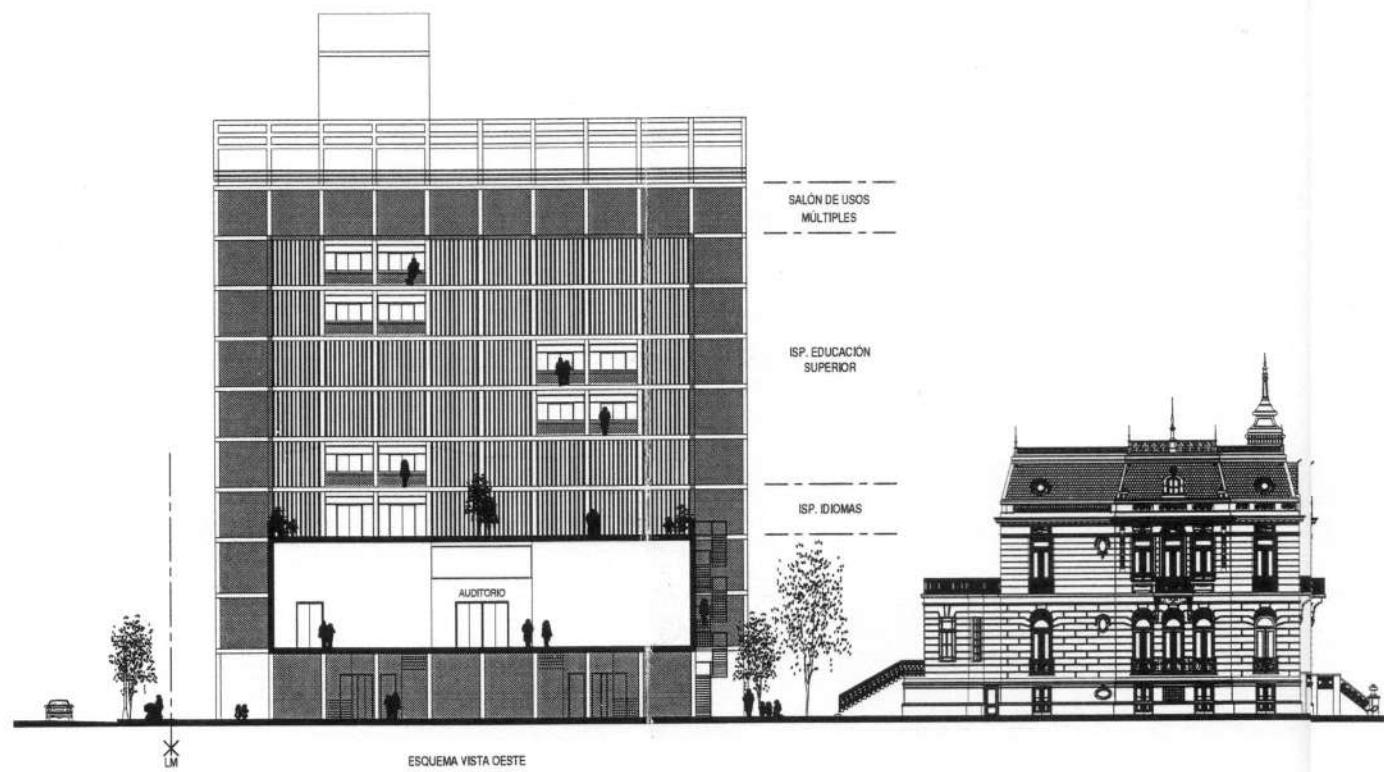 SALÓN DE USOS
MÚLTIPLES
ISP. EDUCACIÓN
SUPERIOR
ISP. IDIOMAS
AUDITORIO
LM
ESQUEMA VISTA OESTE